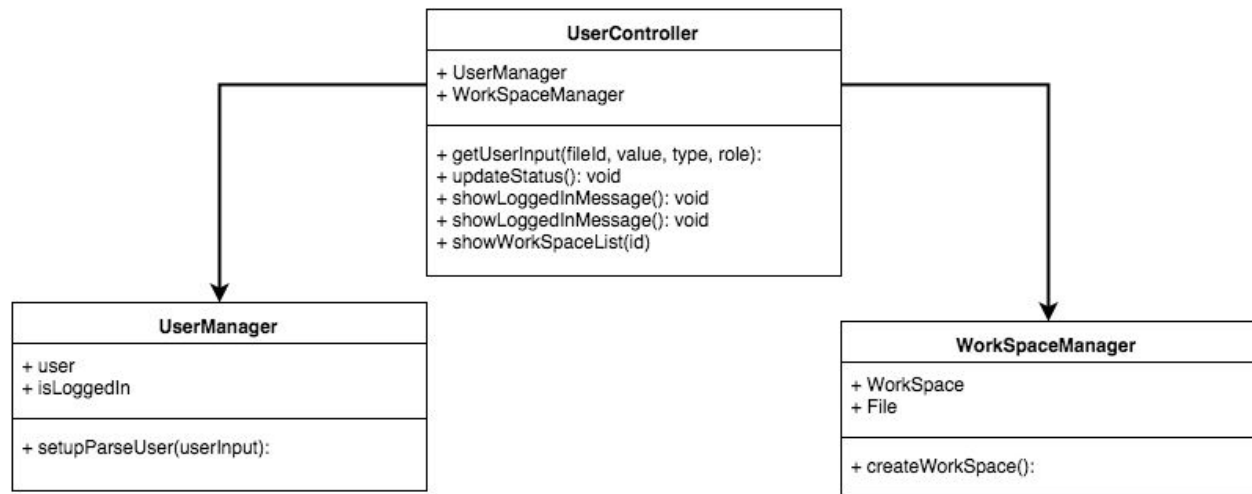 UserController
+ UserManager
+ WorkSpaceManager
+ getUserInput(fileId, value, type, role):
+ updateStatus(): void
+ showLoggedInMessage(): void
+ showLoggedInMessage(): void
+ showWorkSpaceList(id)
UserManager
+ user
+ isLoggedIn
+ setupParseUser(userInput):
WorkSpaceManager
+ WorkSpace
+ File
+ createWorkSpace():